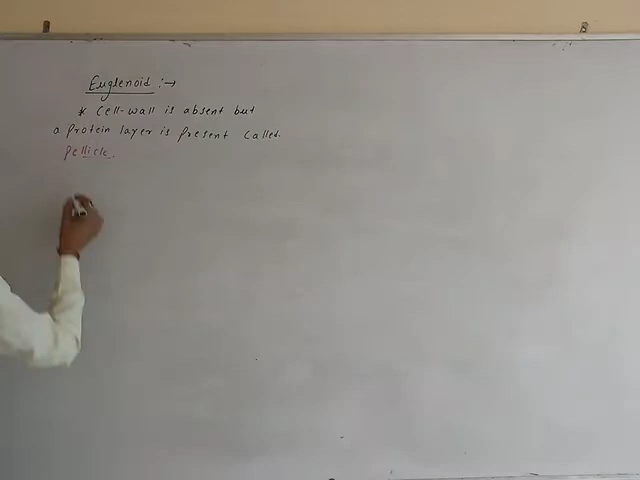 Euglenoid :→
* Cell-wall is absent but
a Protein layer is present Called.
Pellicle.